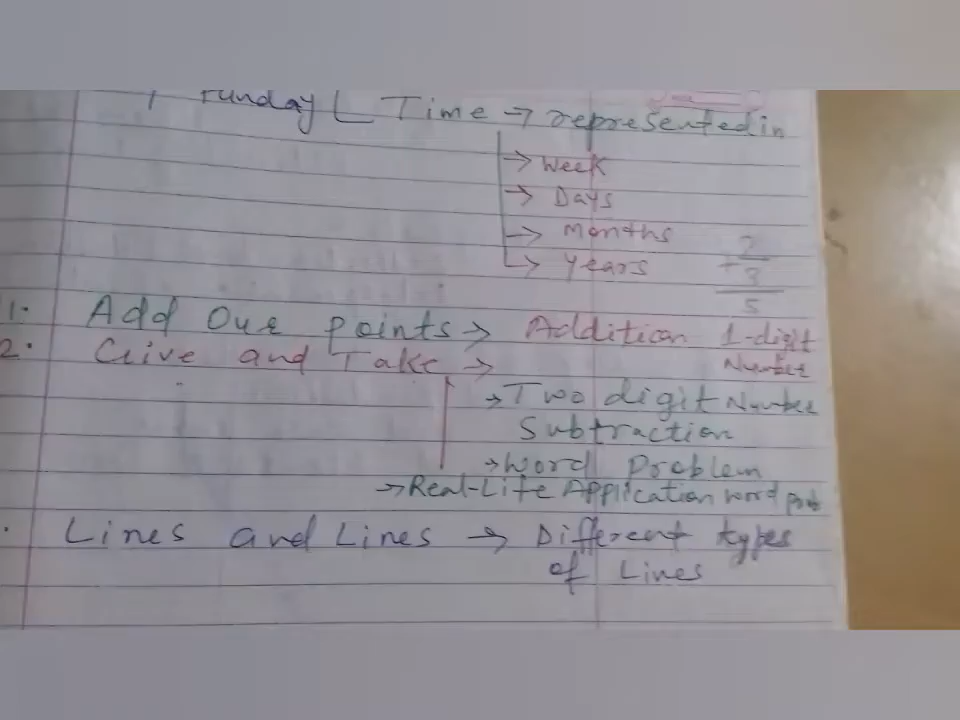 Funday Time → represented in
→ Week
→ Days
→ Months
→ Years
2
+ 3
5
1. Add Our Points → Addition 1-digit
Number
2. Give and Take →
→ Two digit Number
Subtraction
→ Word Problem
→ Real-Life Application word Prob
. Lines and Lines → Different types
of Lines